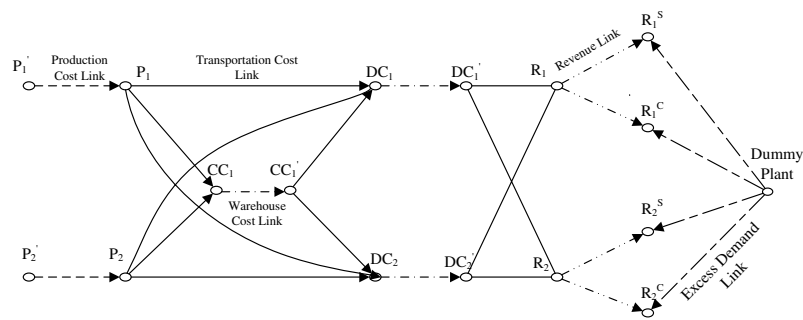 R1S
Production
Cost Link
Transportation Cost
Link
Revenue Link
P1'
P1
DC1
DC1'
R1
R1C
Dummy
Plant
CC1
CC1'
Warehouse
Cost Link
R2S
P2'
P2
DC2
DC2'
R2
Excess Demand
Link
R2C